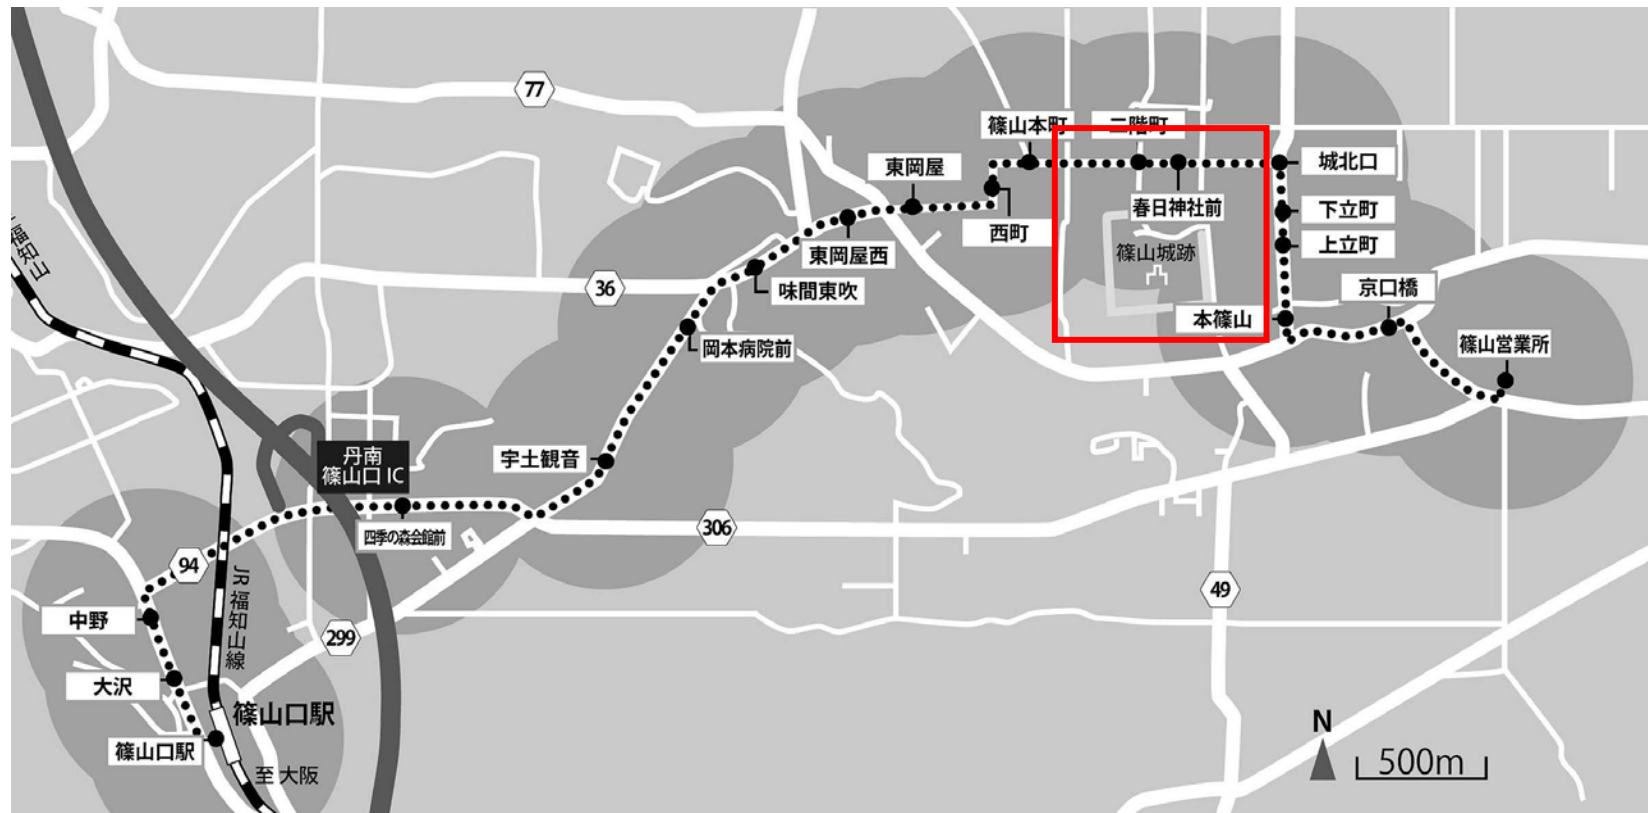 77
篠山本町
二階町
城北口
東岡屋
春日神社前
下立町
西町
上立町
東岡屋西
篠山城跡
福知山
36
味間東吹
京口橋
本篠山
岡本病院前
篠山営業所
丹南
篠山口 IC
宇土観音
四季の森会館前
306
94
JR 福知山線
49
中野
299
大沢
篠山口駅
篠山口駅
至 大阪
N
500m